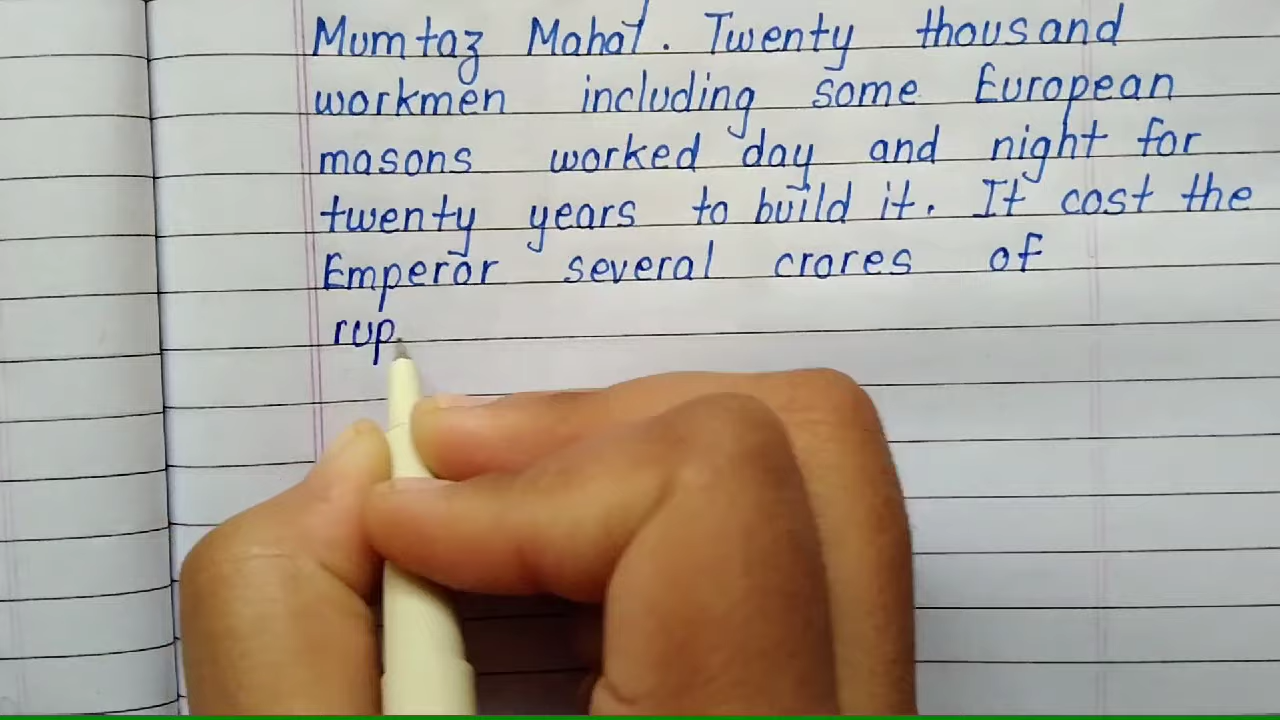 Mumtaz Mahal. Twenty thousand
workmen including some European
masons worked day and night for
twenty years to build it. It cost the
Emperor several crores of
rup